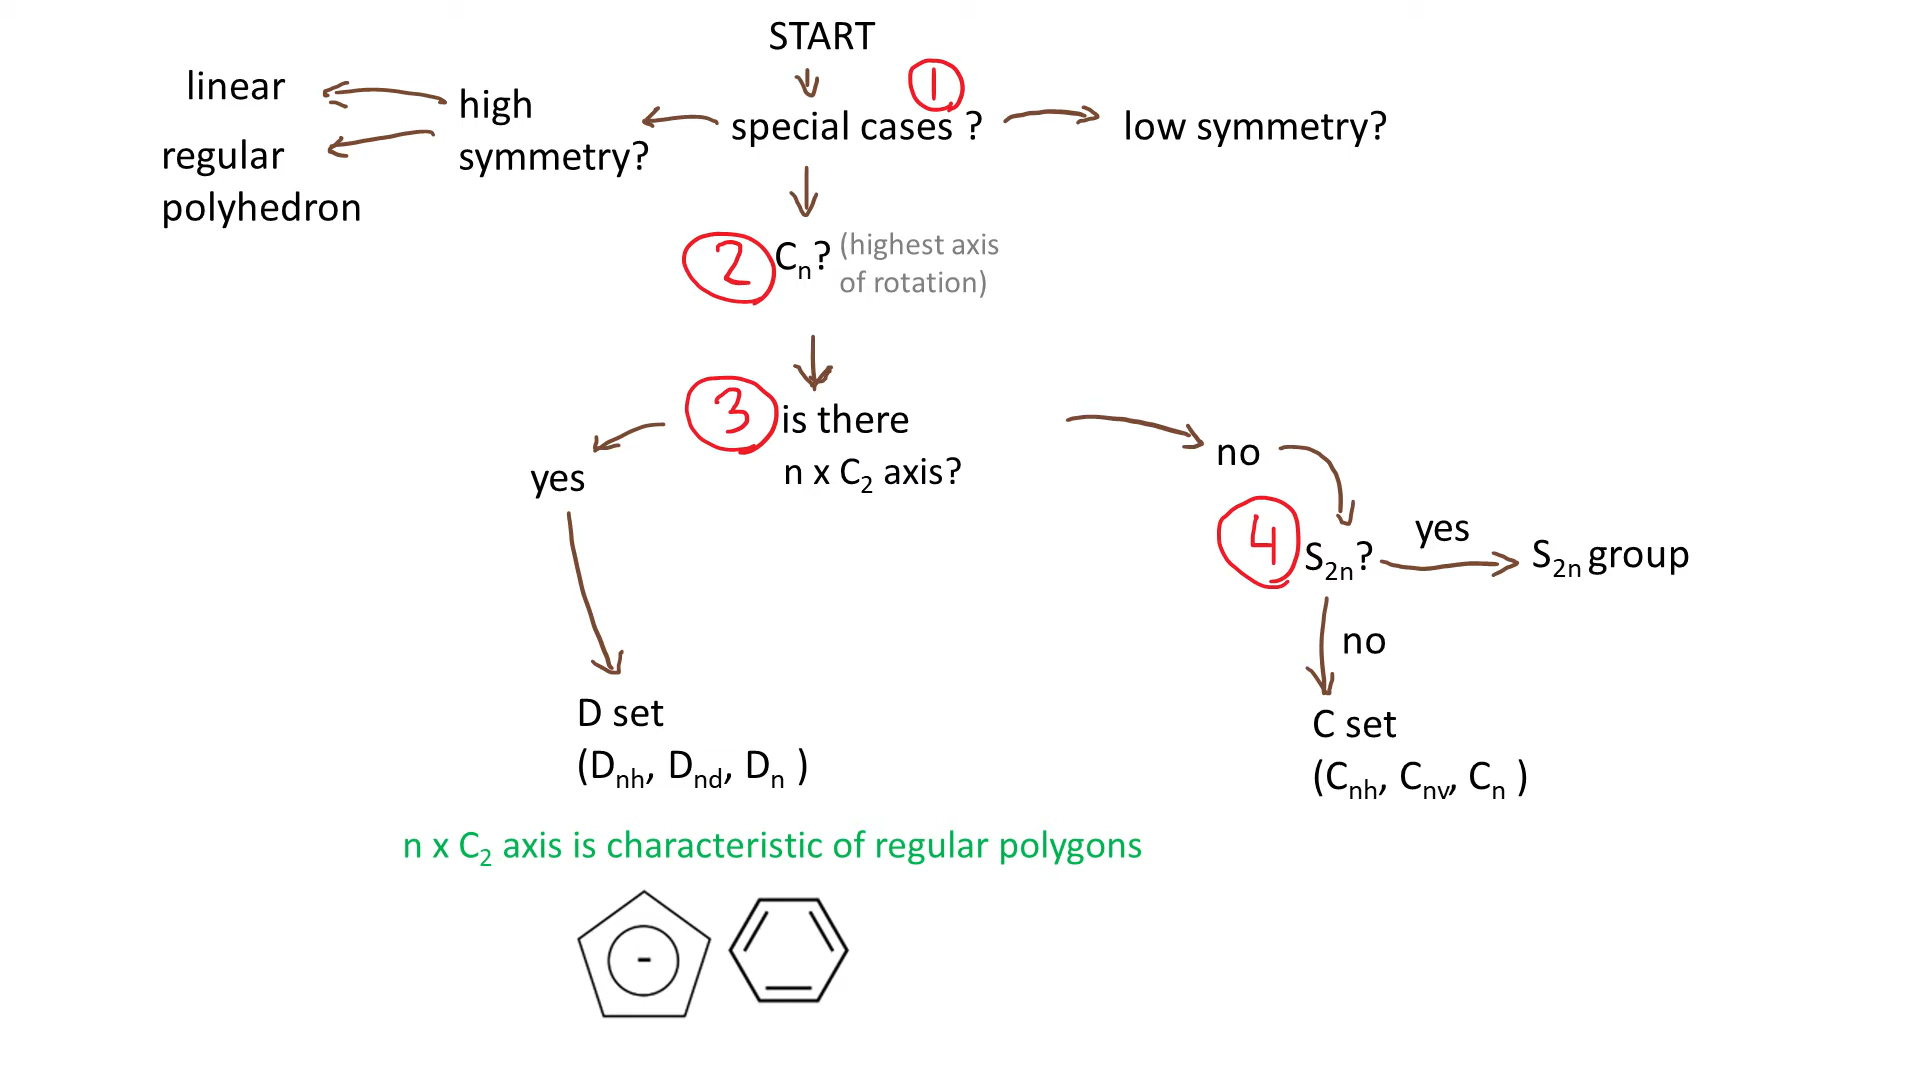 START
1
linear
high
special cases ?
low symmetry?
regular
symmetry?
polyhedron
2
Cn?
(highest axis
of rotation)
3
is there
n x C2 axis?
yes
no
4
S2n?
yes
S2n group
no
D set
(Dnh, Dnd, Dn )
C set
(Cnh, Cnv, Cn )
n x C2 axis is characteristic of regular polygons
-